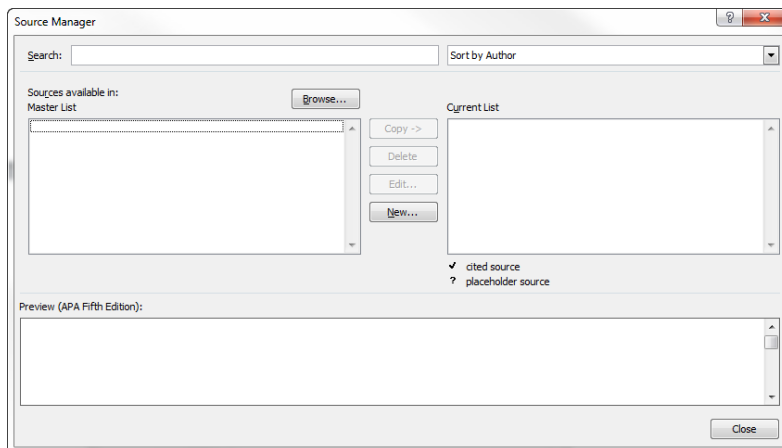 Source Manager
Search:
Sort by Author
Sources available in:
Master List
Browse...
Current List
Copy ->
Delete
Edit...
New...
✓ cited source
? placeholder source
Preview (APA Fifth Edition):
Close